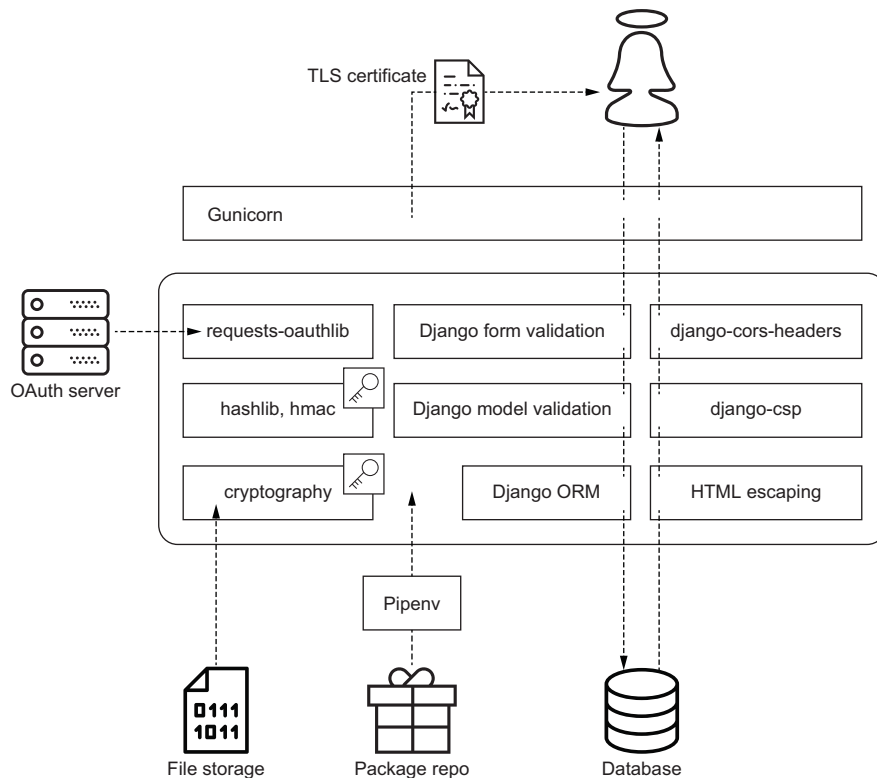 TLS certificate
Gunicorn
requests-oauthlib
Django form validation
django-cors-headers
OAuth server
hashlib, hmac
Django model validation
django-csp
cryptography
Django ORM
HTML escaping
Pipenv
0111
1011
File storage
Package repo
Database